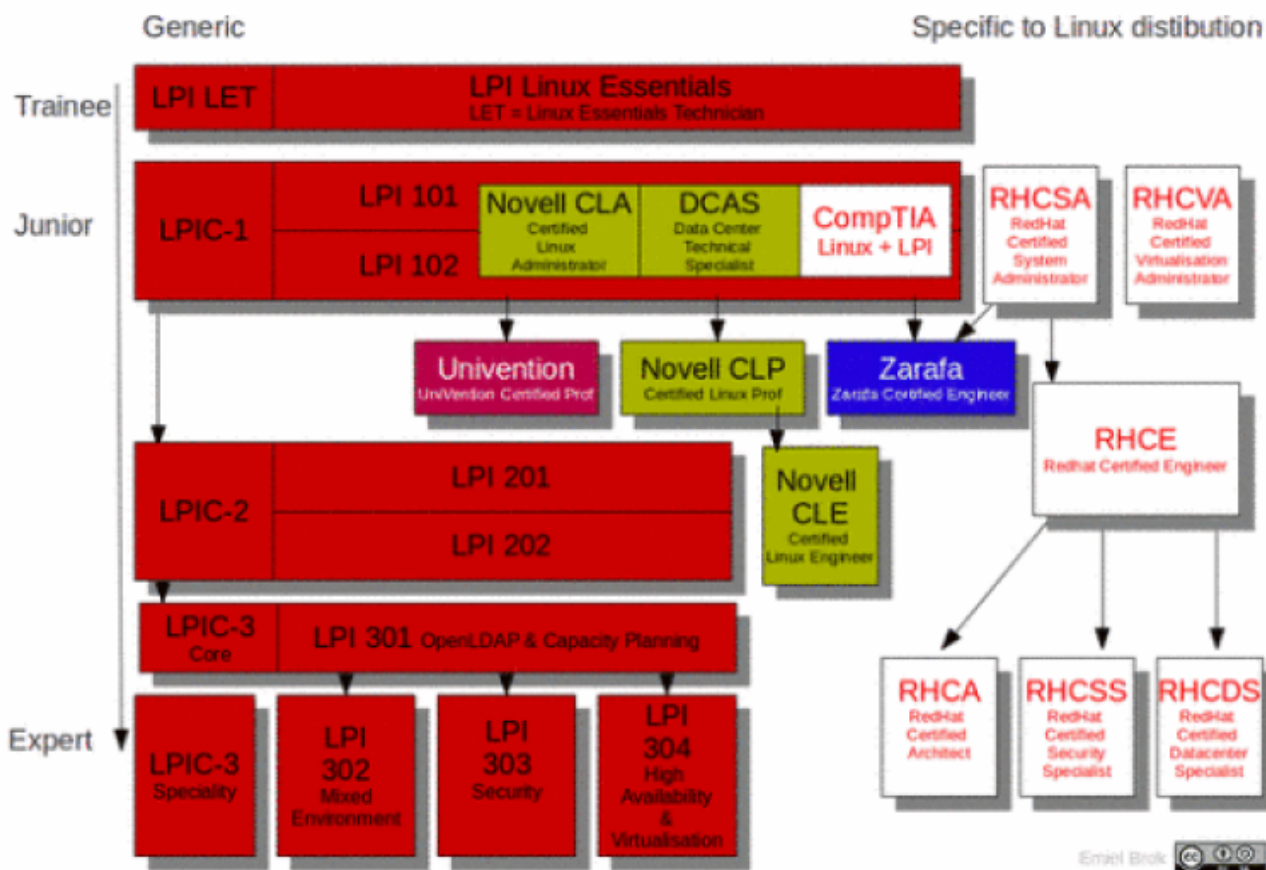 Generic
Specific to Linux distibution
Trainee
LPI LET
LPI Linux Essentials
LET = Linux Essentials Technician
Junior
LPIC-1
LPI 101
LPI 102
Novell CLA
Certified
Linux
Administrator
DCAS
Data Center
Technical
Specialist
CompTIA
Linux + LPI
RHCSA
RedHat
Certified
System
Administrator
RHCVA
RedHat
Certified
Virtualisation
Administrator
Univention
UniVention Certified Prof
Novell CLP
Certified Linux Prof
Zarafa
Zarafa Certified Engineer
RHCE
Redhat Certified Engineer
LPIC-2
LPI 201
LPI 202
Novell
CLE
Certified
Linux Engineer
LPIC-3
Core
LPI 301 OpenLDAP & Capacity Planning
Expert
LPIC-3
Speciality
LPI
302
Mixed
Environment
LPI
303
Security
LPI
304
High
Availability
&
Virtualisation
RHCA
RedHat
Certified
Architect
RHCSS
RedHat
Certified
Security
Specialist
RHCDS
RedHat
Certified
Datacenter
Specialist
Emiel Brok
cc